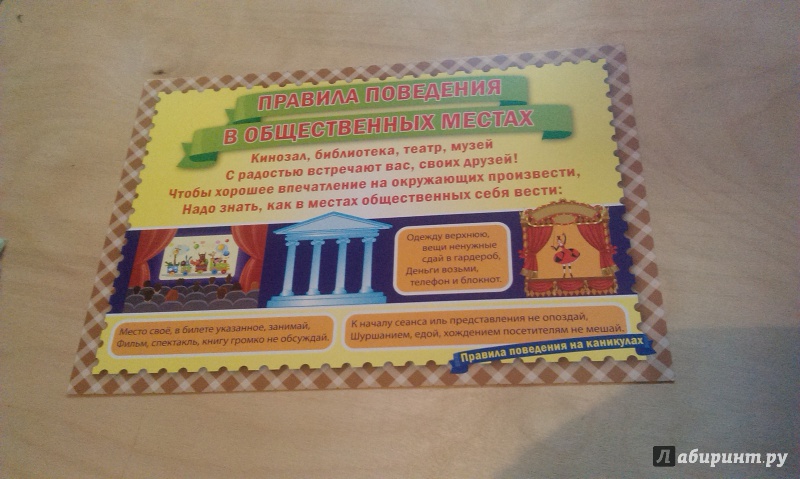 ПРАВИЛА ПОВЕДЕНИЯ
В ОБЩЕСТВЕННЫХ МЕСТАХ
Кинозал, библиотека, театр, музей
С радостью встречают вас, своих друзей!
Чтобы хорошее впечатление на окружающих произвести,
Надо знать, как в местах общественных себя вести:
Одежду верхнюю,
вещи ненужные
сдай в гардероб,
Деньги возьми,
телефон и блокнот.
Место своё, в билете указанное, занимай,
Фильм, спектакль, книгу громко не обсуждай.
К началу сеанса иль представления не опоздай,
Шуршанием, едой, хождением посетителям не мешай.
Правила поведения на каникулах
Лабиринт.ру